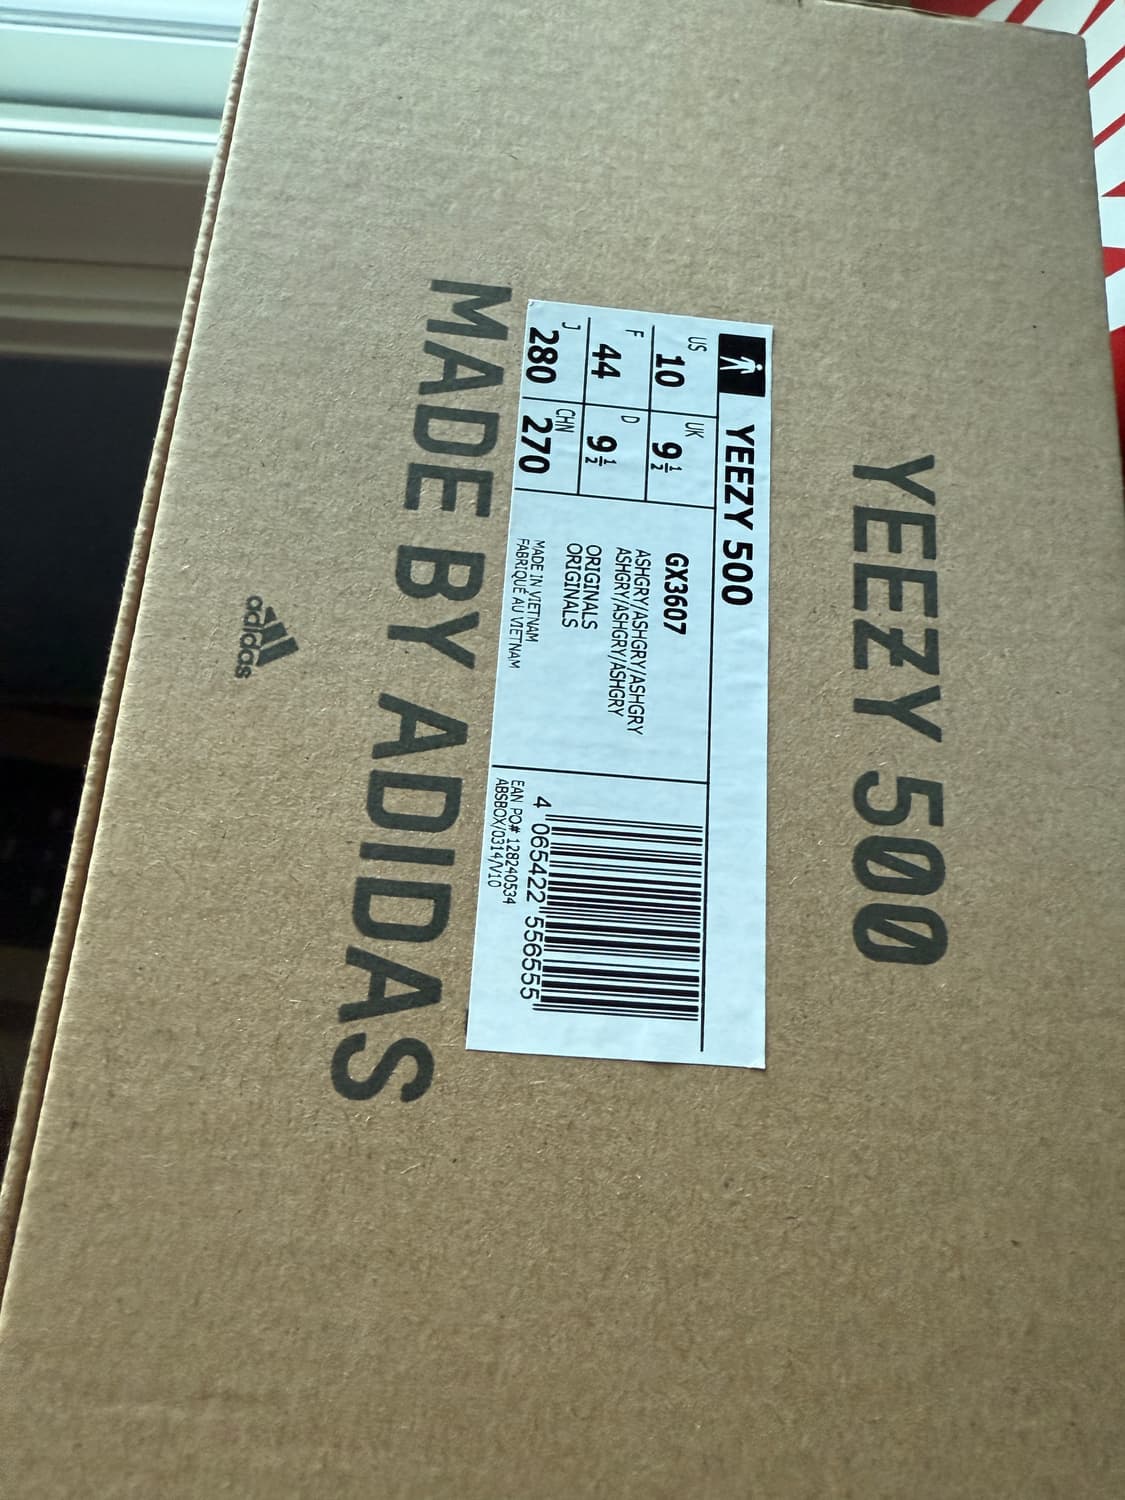 YEEZY 500
YEEZY 500
US 10 UK 9½
F 44 D 9½
J 280 CHN 270
GX3607
ASHGRY/ASHGRY/ASHGRY
ASHGRY/ASHGRY/ASHGRY
ORIGINALS
ORIGINALS
MADE IN VIETNAM
FABRIQUÉ AU VIETNAM
4 065422 556555
EAN PO# 128240534
ABSBOX/0314/V10
MADE BY ADIDAS
adidas